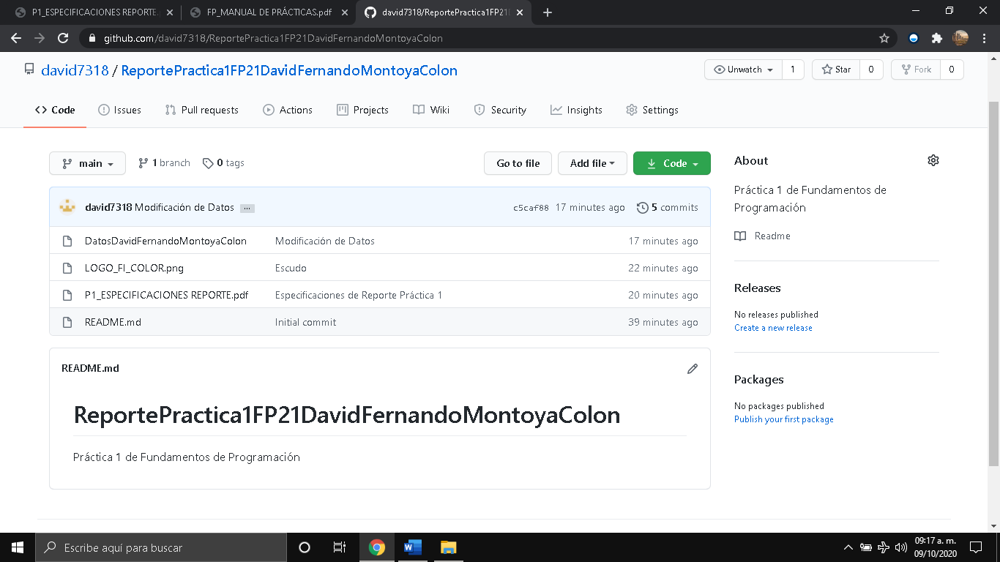 P1_ESPECIFICACIONES REPORTE.
FP_MANUAL DE PRÁCTICAS.pdf
david7318/ReportePractica1FP21
github.com/david7318/ReportePractica1FP21DavidFernandoMontoyaColon
david7318 / ReportePractica1FP21DavidFernandoMontoyaColon
Unwatch 1 Star 0 Fork 0
Code Issues Pull requests Actions Projects Wiki Security Insights Settings
main 1 branch 0 tags Go to file Add file Code
david7318 Modificación de Datos ... c5caf88 17 minutes ago 5 commits
DatosDavidFernandoMontoyaColon Modificación de Datos 17 minutes ago
LOGO_FI_COLOR.png Escudo 22 minutes ago
P1_ESPECIFICACIONES REPORTE.pdf Especificaciones de Reporte Práctica 1 20 minutes ago
README.md Initial commit 39 minutes ago
README.md
ReportePractica1FP21DavidFernandoMontoyaColon
Práctica 1 de Fundamentos de Programación
About
Práctica 1 de Fundamentos de
Programación
Readme
Releases
No releases published
Create a new release
Packages
No packages published
Publish your first package
Escribe aquí para buscar
09:17 a. m.
09/10/2020